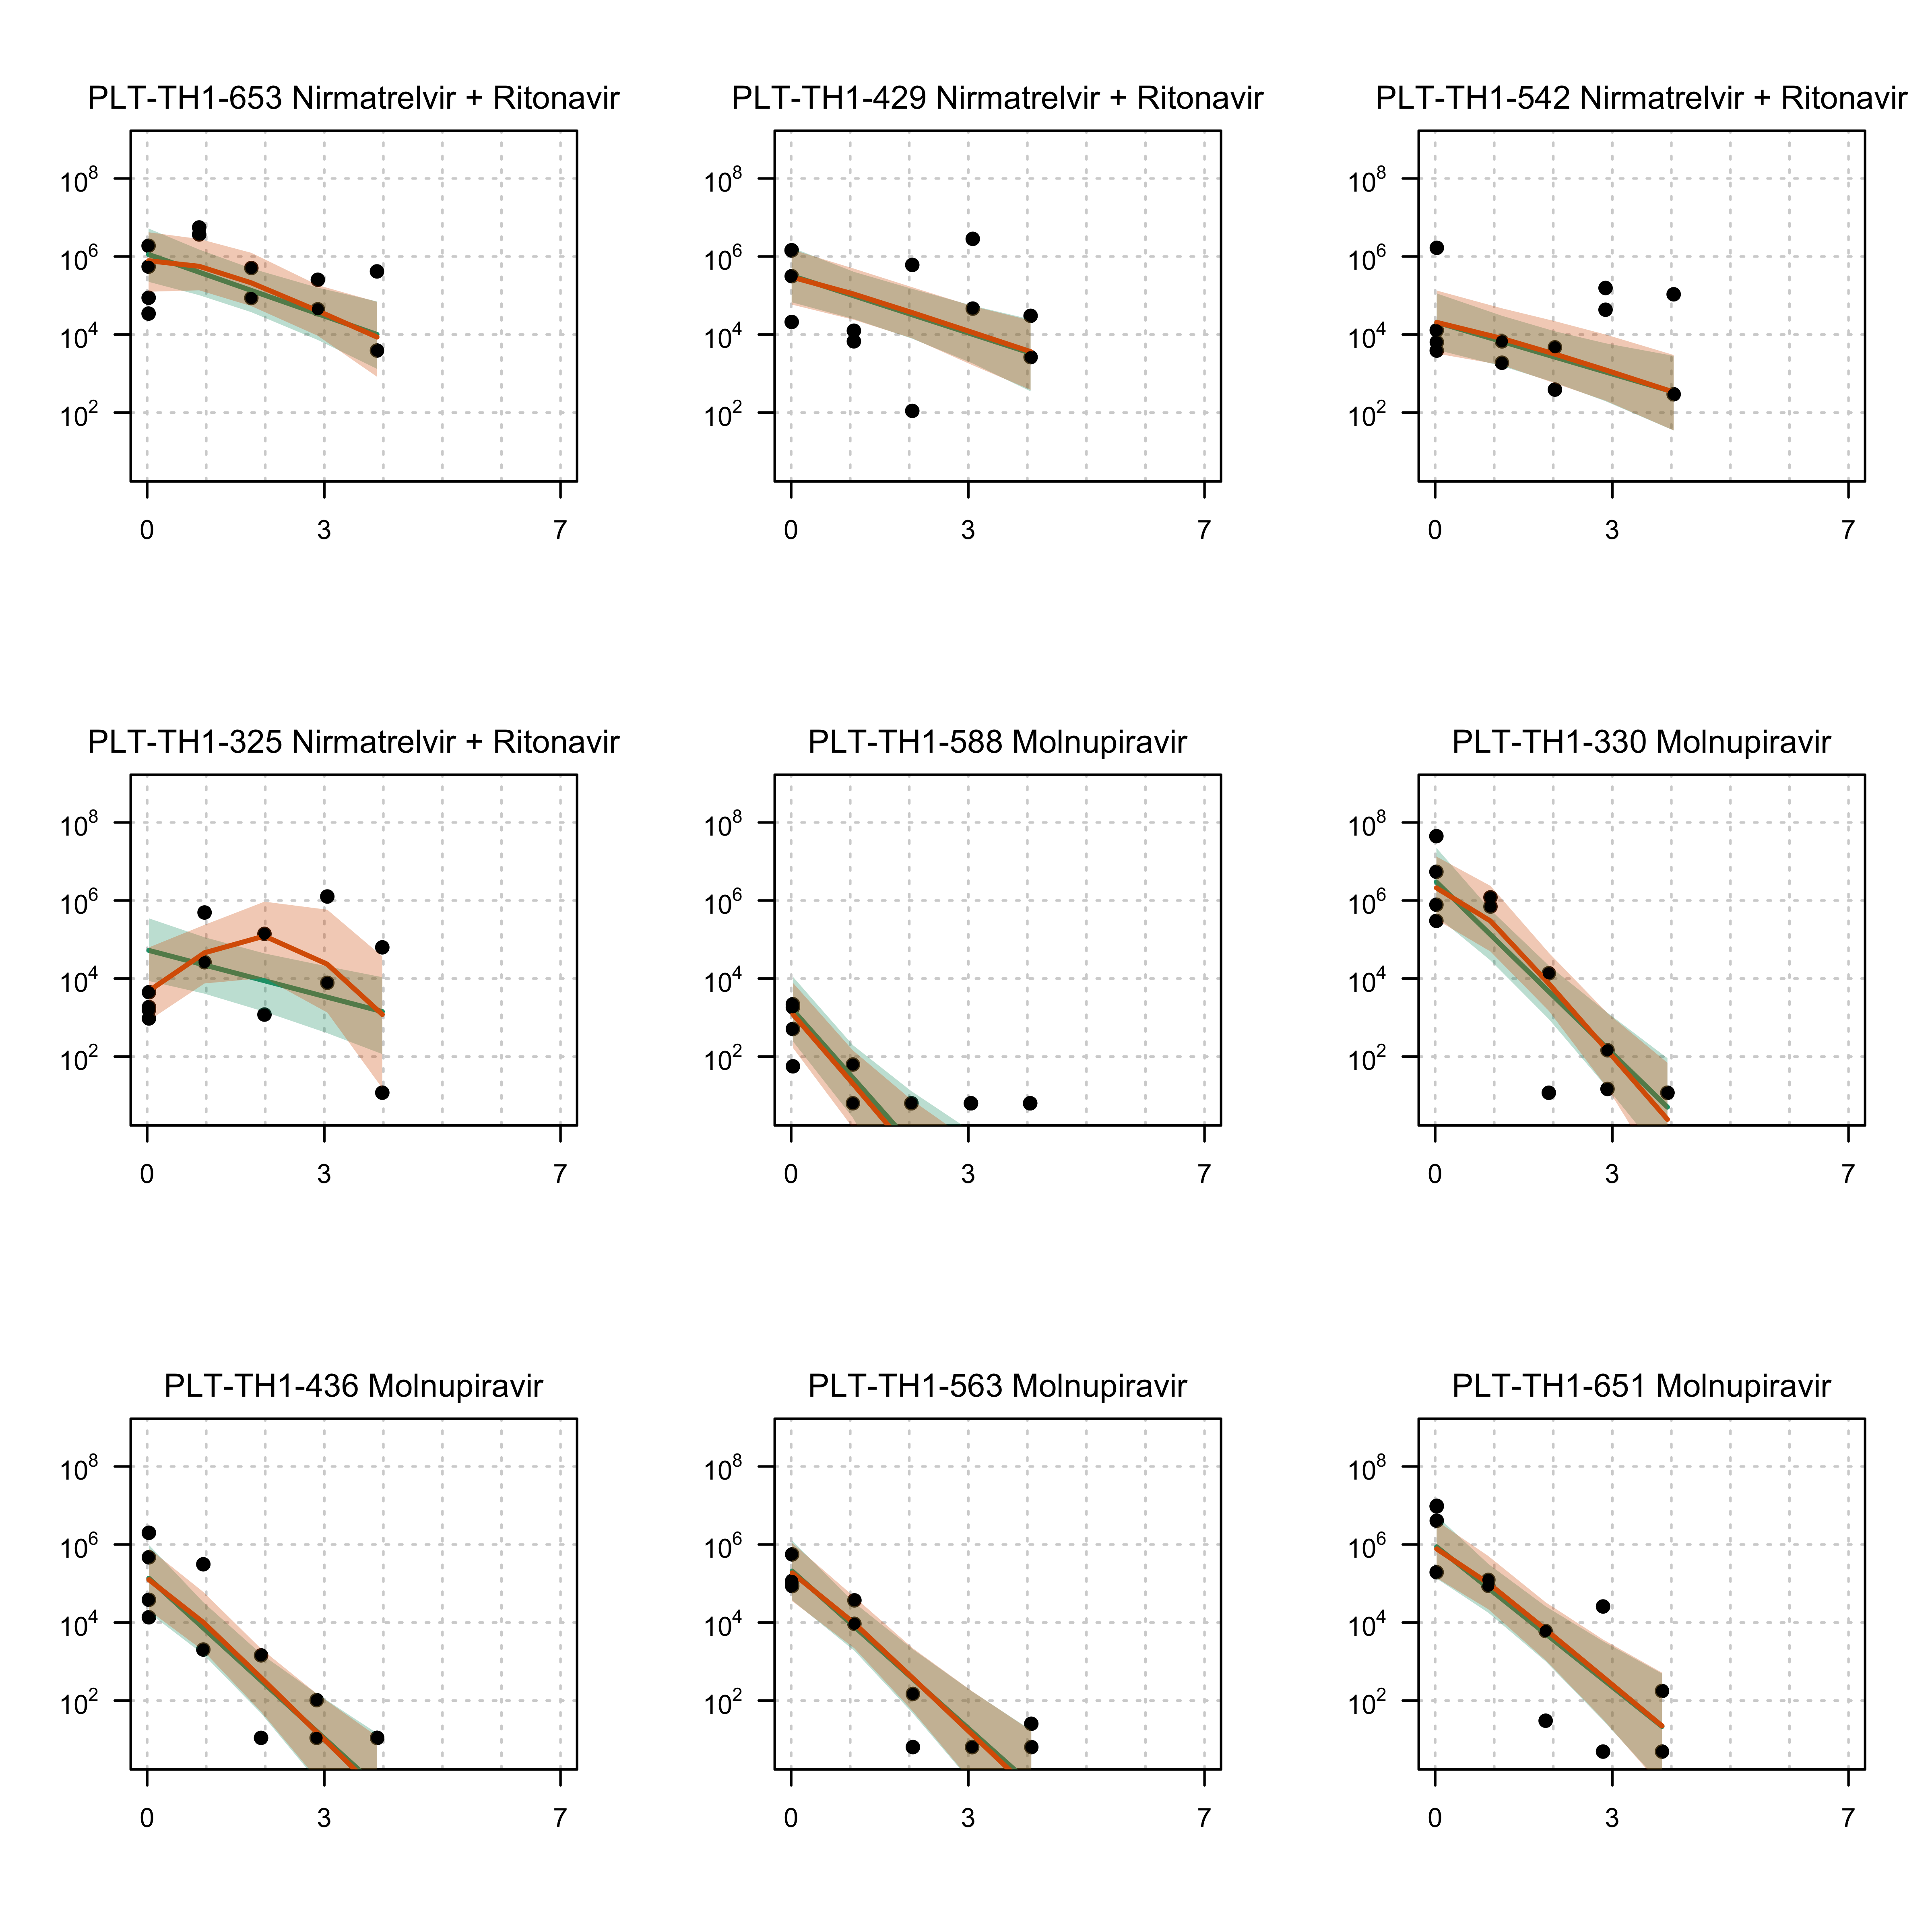 PLT-TH1-653 Nirmatrelvir + Ritonavir
10^8
10^6
10^4
10^2
0 3 7
PLT-TH1-429 Nirmatrelvir + Ritonavir
10^8
10^6
10^4
10^2
0 3 7
PLT-TH1-542 Nirmatrelvir + Ritonavir
10^8
10^6
10^4
10^2
0 3 7
PLT-TH1-325 Nirmatrelvir + Ritonavir
10^8
10^6
10^4
10^2
0 3 7
PLT-TH1-588 Molnupiravir
10^8
10^6
10^4
10^2
0 3 7
PLT-TH1-330 Molnupiravir
10^8
10^6
10^4
10^2
0 3 7
PLT-TH1-436 Molnupiravir
10^8
10^6
10^4
10^2
0 3 7
PLT-TH1-563 Molnupiravir
10^8
10^6
10^4
10^2
0 3 7
PLT-TH1-651 Molnupiravir
10^8
10^6
10^4
10^2
0 3 7